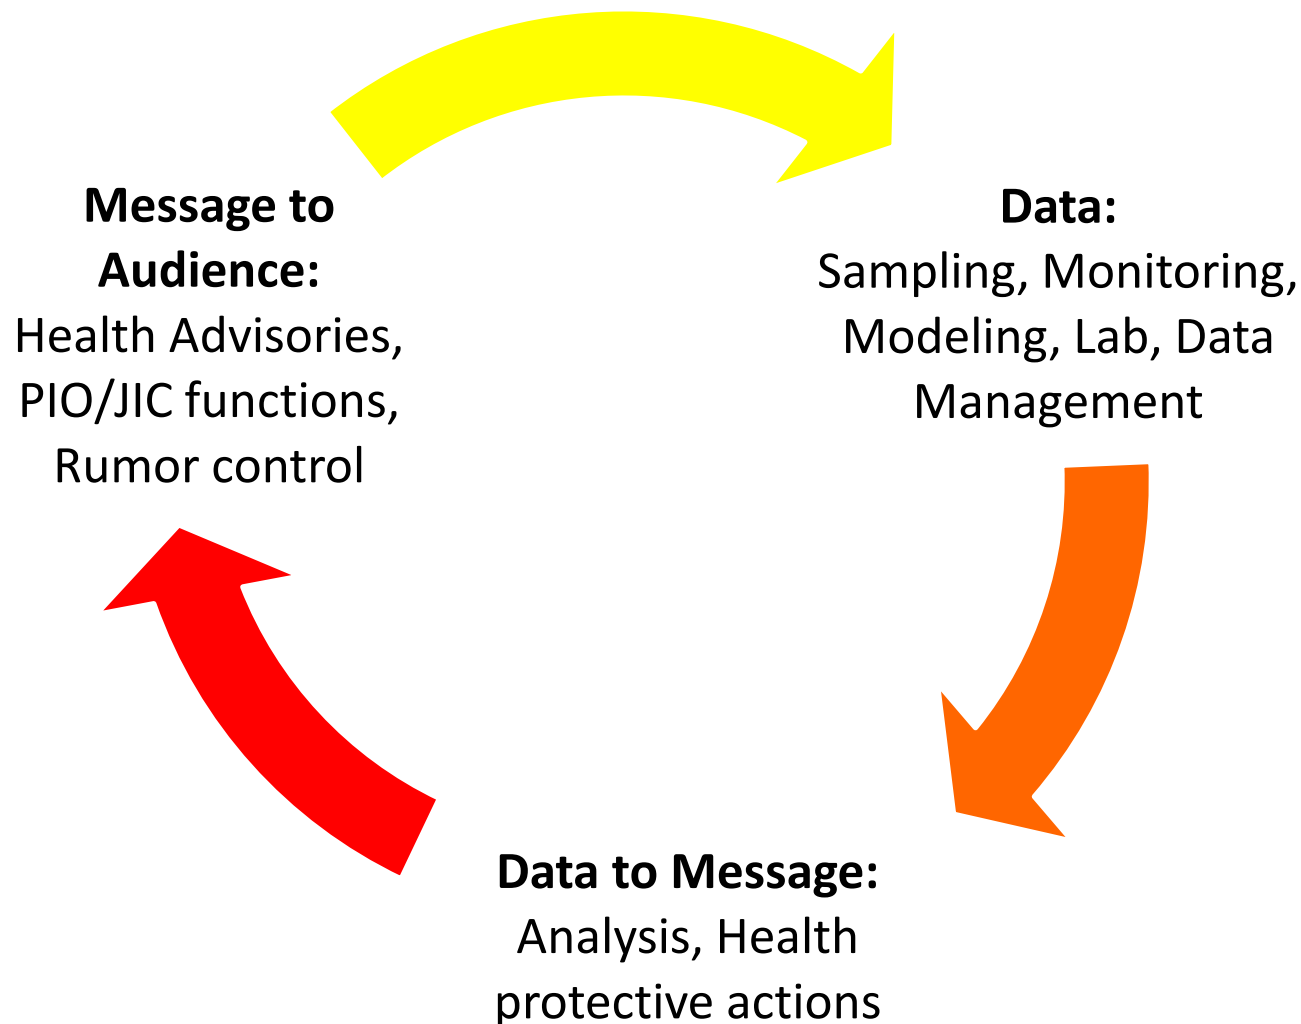 Message to
Audience:
Health Advisories,
PIO/JIC functions,
Rumor control
Data:
Sampling, Monitoring,
Modeling, Lab, Data
Management
Data to Message:
Analysis, Health
protective actions